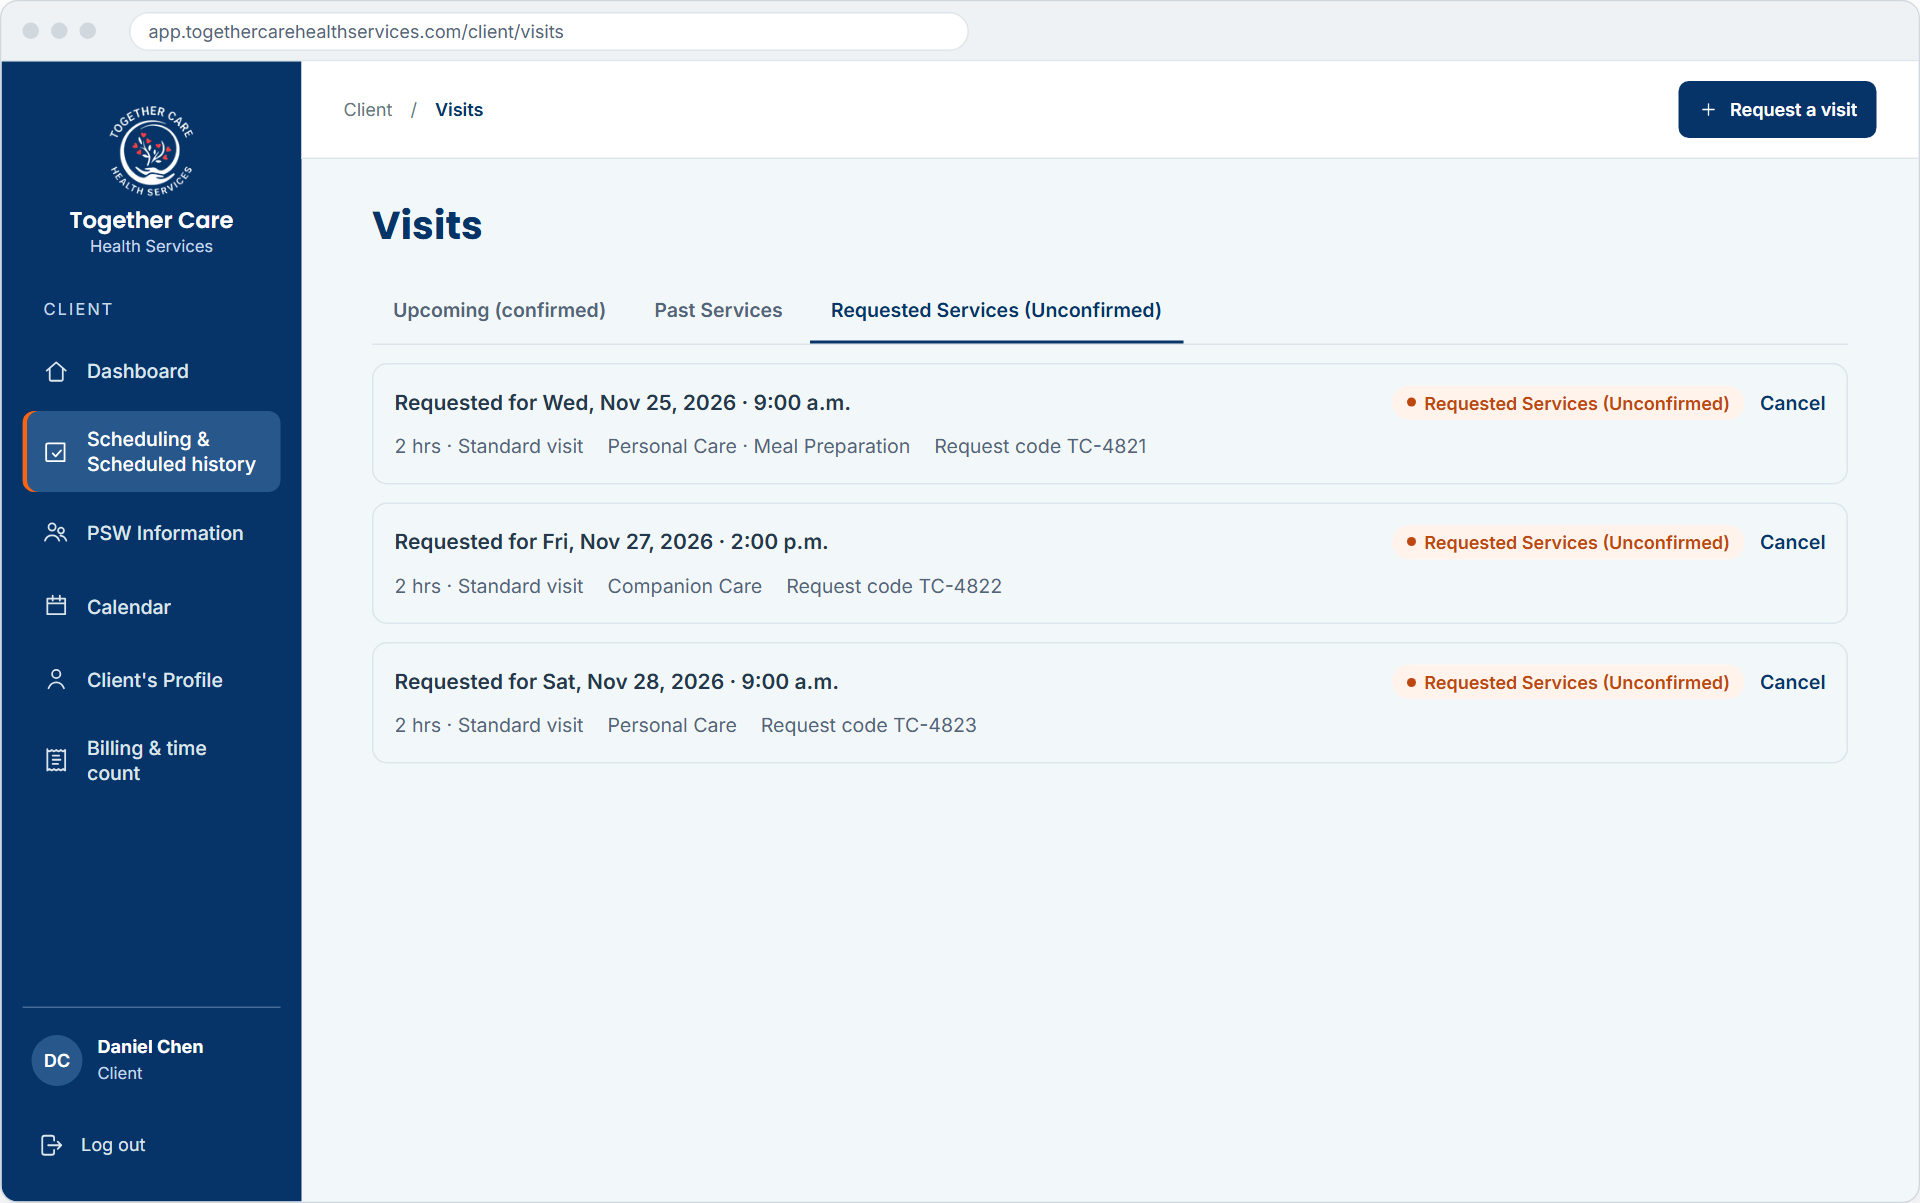 app.togethercarehealthservices.com/client/visits
TOGETHER CARE
HEALTH SERVICES
Together Care
Health Services
CLIENT
Dashboard
Scheduling &
Scheduled history
PSW Information
Calendar
Client's Profile
Billing & time
count
DC
Daniel Chen
Client
Log out
Client / Visits
+ Request a visit
Visits
Upcoming (confirmed) Past Services Requested Services (Unconfirmed)
Requested for Wed, Nov 25, 2026 · 9:00 a.m. Requested Services (Unconfirmed) Cancel
2 hrs · Standard visit Personal Care · Meal Preparation Request code TC-4821
Requested for Fri, Nov 27, 2026 · 2:00 p.m. Requested Services (Unconfirmed) Cancel
2 hrs · Standard visit Companion Care Request code TC-4822
Requested for Sat, Nov 28, 2026 · 9:00 a.m. Requested Services (Unconfirmed) Cancel
2 hrs · Standard visit Personal Care Request code TC-4823